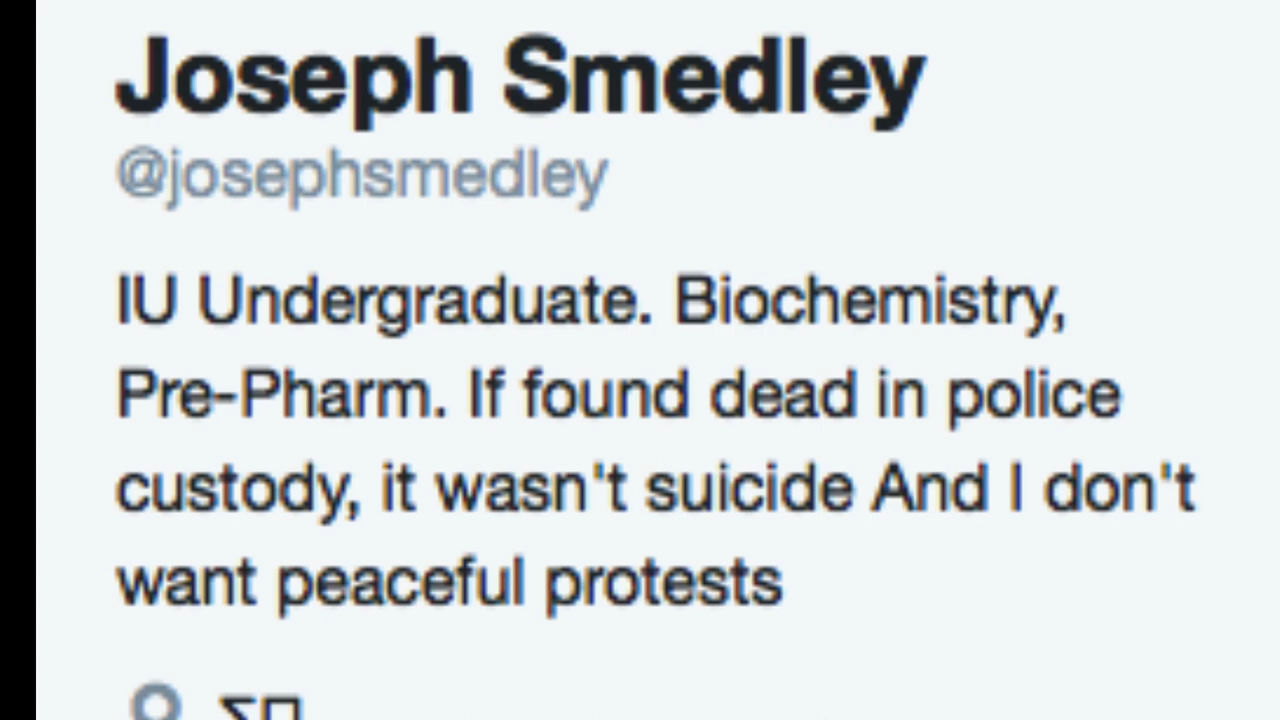 Joseph Smedley
@josephsmedley
IU Undergraduate. Biochemistry,
Pre-Pharm. If found dead in police
custody, it wasn't suicide And I don't
want peaceful protests